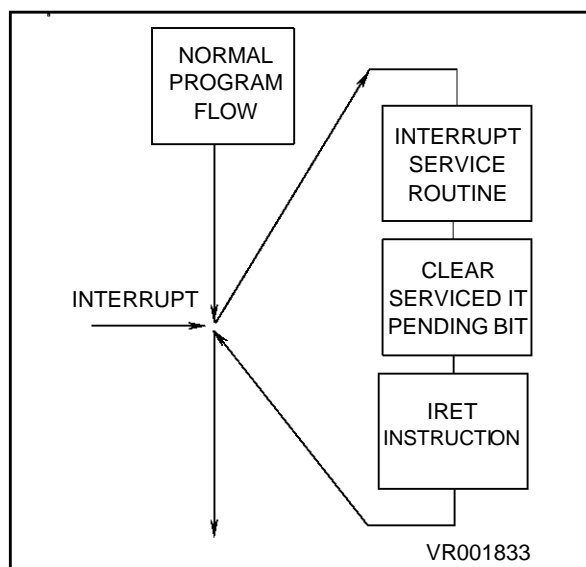 NORMAL
PROGRAM
FLOW
INTERRUPT
SERVICE
ROUTINE
INTERRUPT
CLEAR
SERVICED IT
PENDING BIT
IRET
INSTRUCTION
VR001833